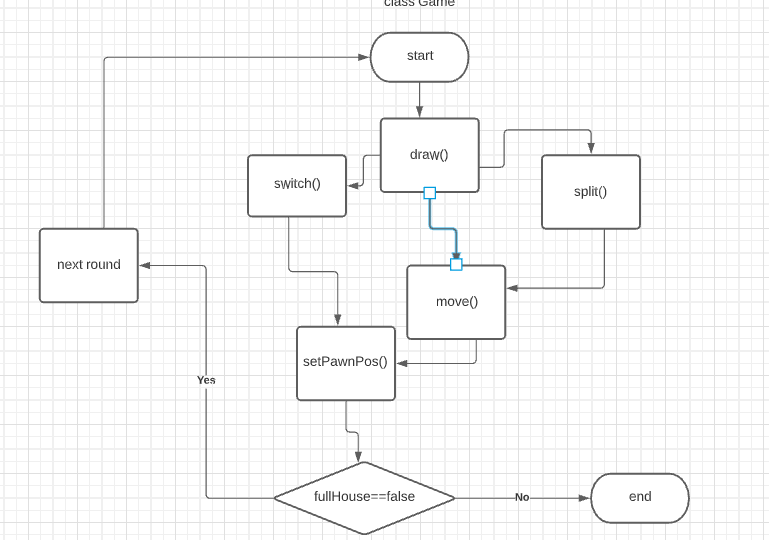 class Game
start
draw()
switch()
split()
next round
move()
setPawnPos()
Yes
fullHouse==false
No
end